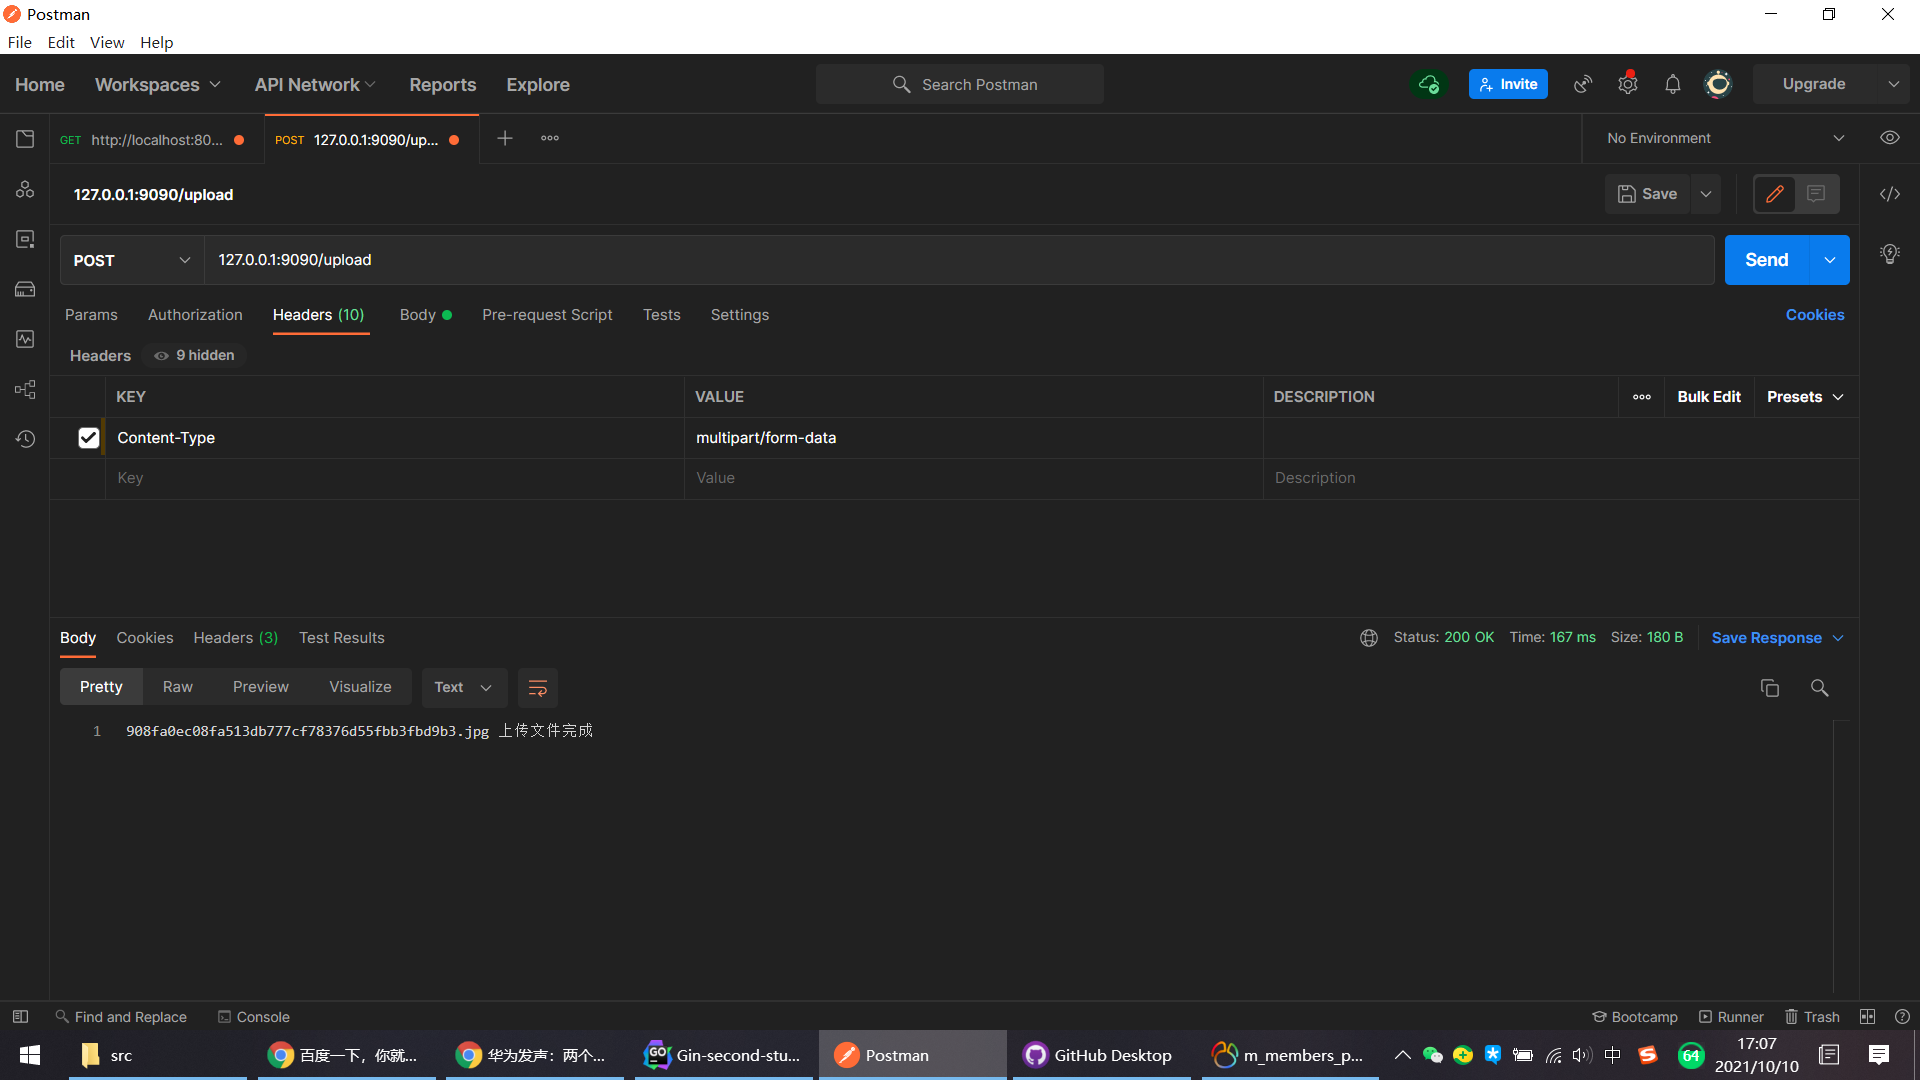 Postman
File Edit View Help
Home Workspaces API Network Reports Explore Search Postman Invite Upgrade
GET http://localhost:80... POST 127.0.0.1:9090/up... No Environment
127.0.0.1:9090/upload Save
POST 127.0.0.1:9090/upload Send
Params Authorization Headers (10) Body Pre-request Script Tests Settings Cookies
Headers 9 hidden
KEY VALUE DESCRIPTION Bulk Edit Presets
Content-Type multipart/form-data
Key Value Description
Body Cookies Headers (3) Test Results Status: 200 OK Time: 167 ms Size: 180 B Save Response
Pretty Raw Preview Visualize Text
1 908fa0ec08fa513db777cf78376d55fbb3fbd9b3.jpg 上传文件完成
Find and Replace Console Bootcamp Runner Trash
src 百度一下，你就... 华为发声：两个... GO Gin-second-stu... Postman GitHub Desktop m_members_p... 中 S 64 17:07
2021/10/10